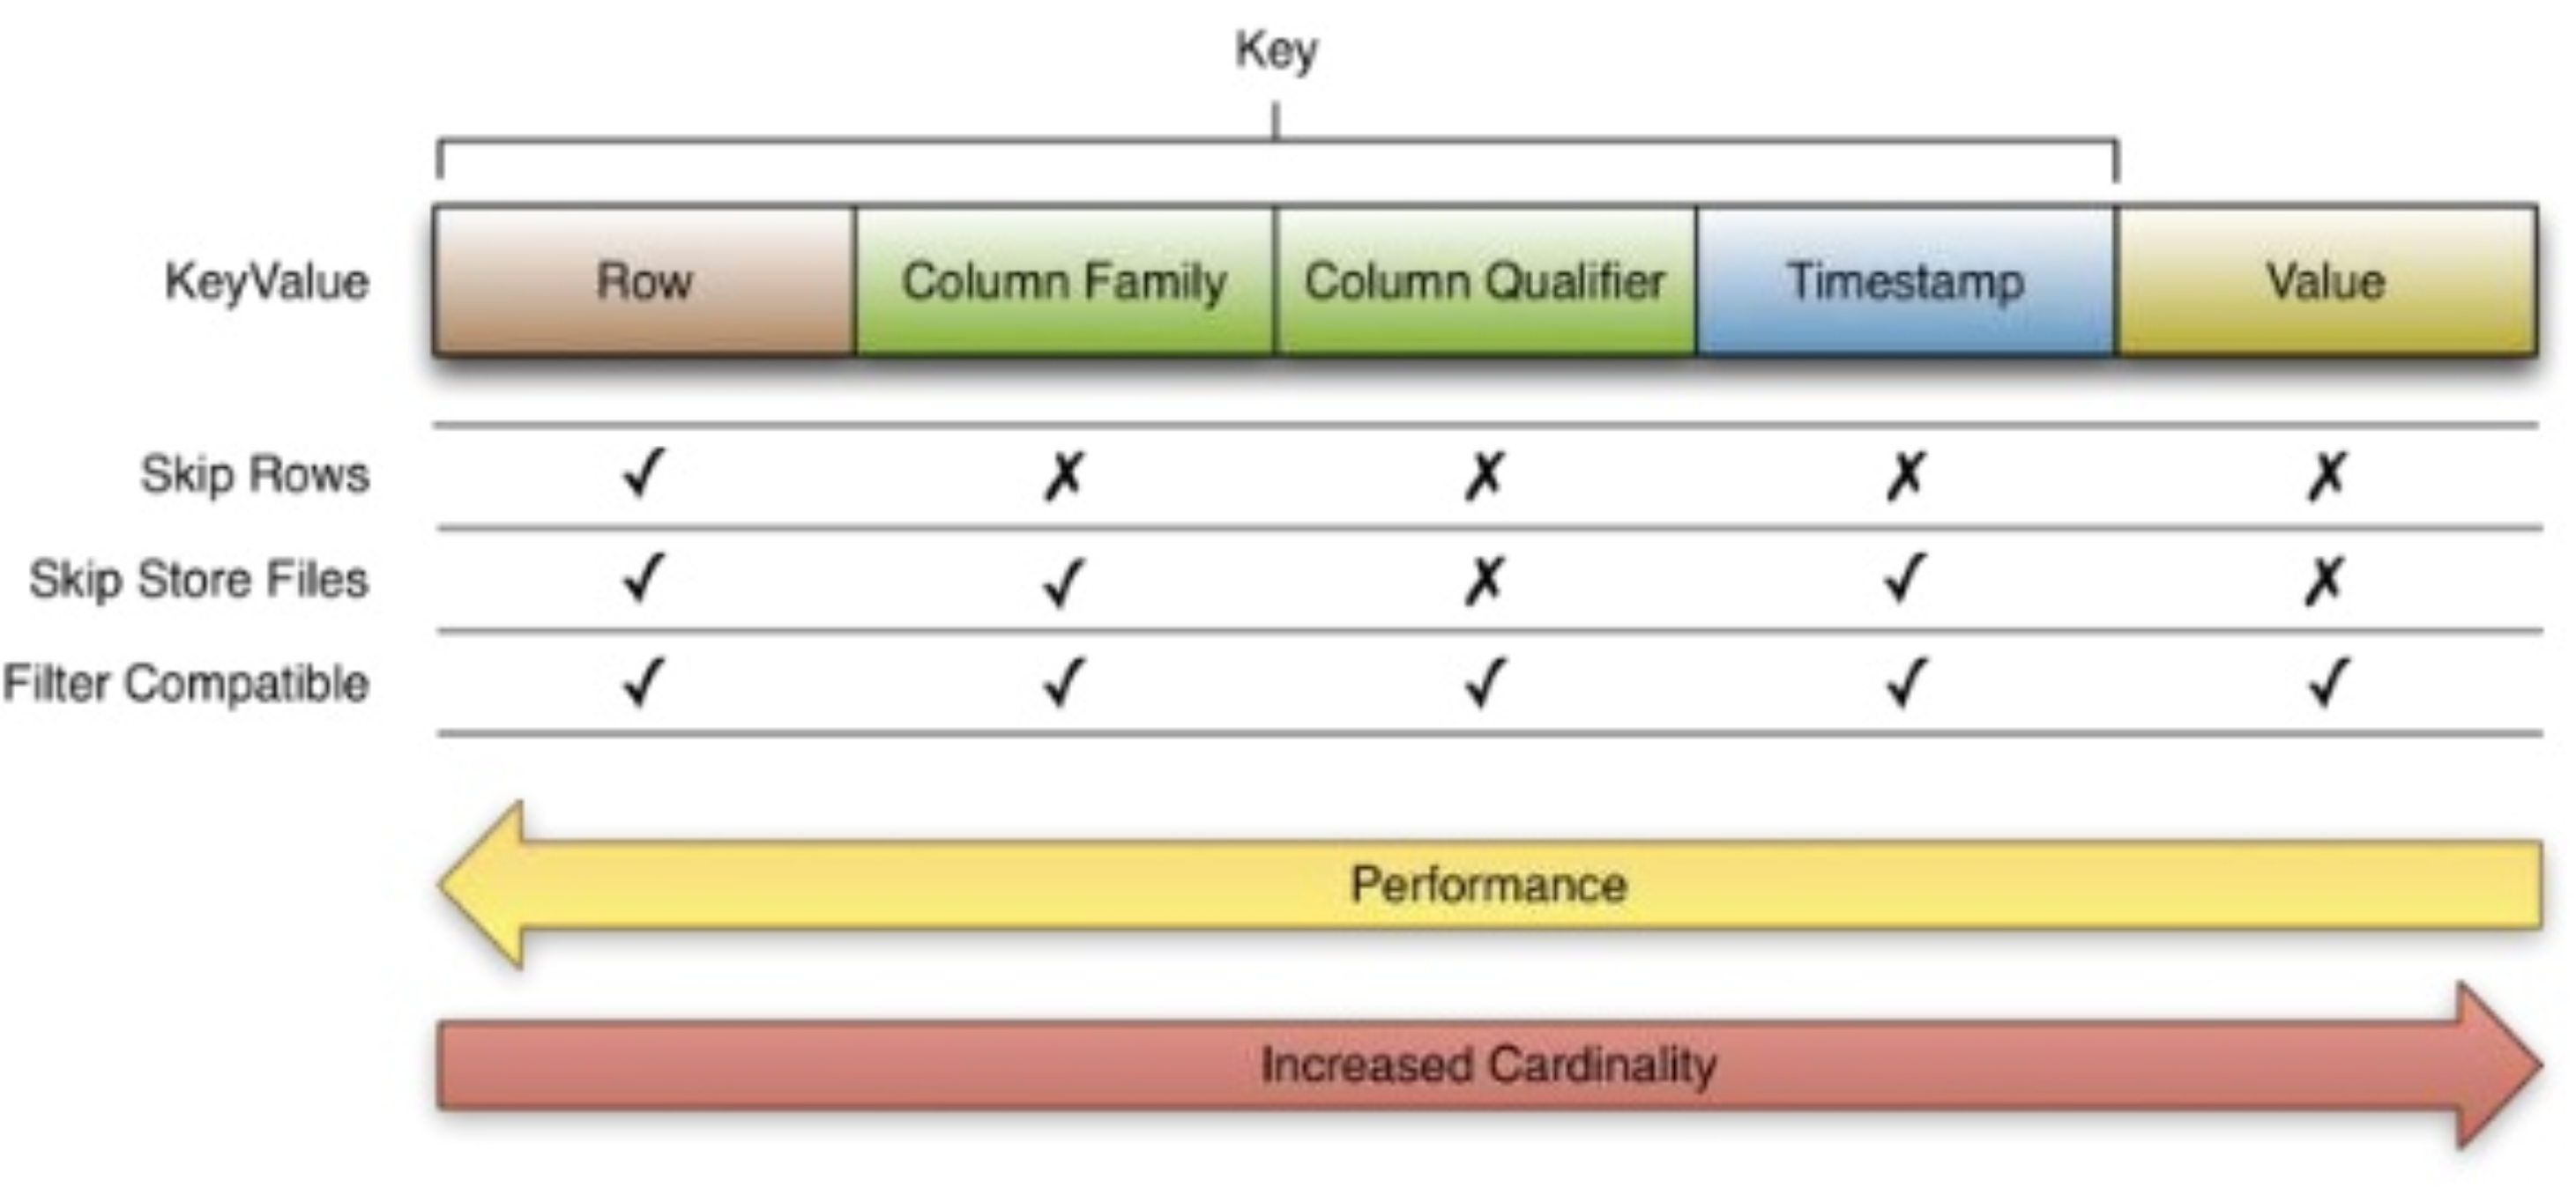 Key
KeyValue Row Column Family Column Qualifier Timestamp Value
Skip Rows ✓ ✗ ✗ ✗ ✗
Skip Store Files ✓ ✓ ✗ ✓ ✗
Filter Compatible ✓ ✓ ✓ ✓ ✓
Performance
Increased Cardinality